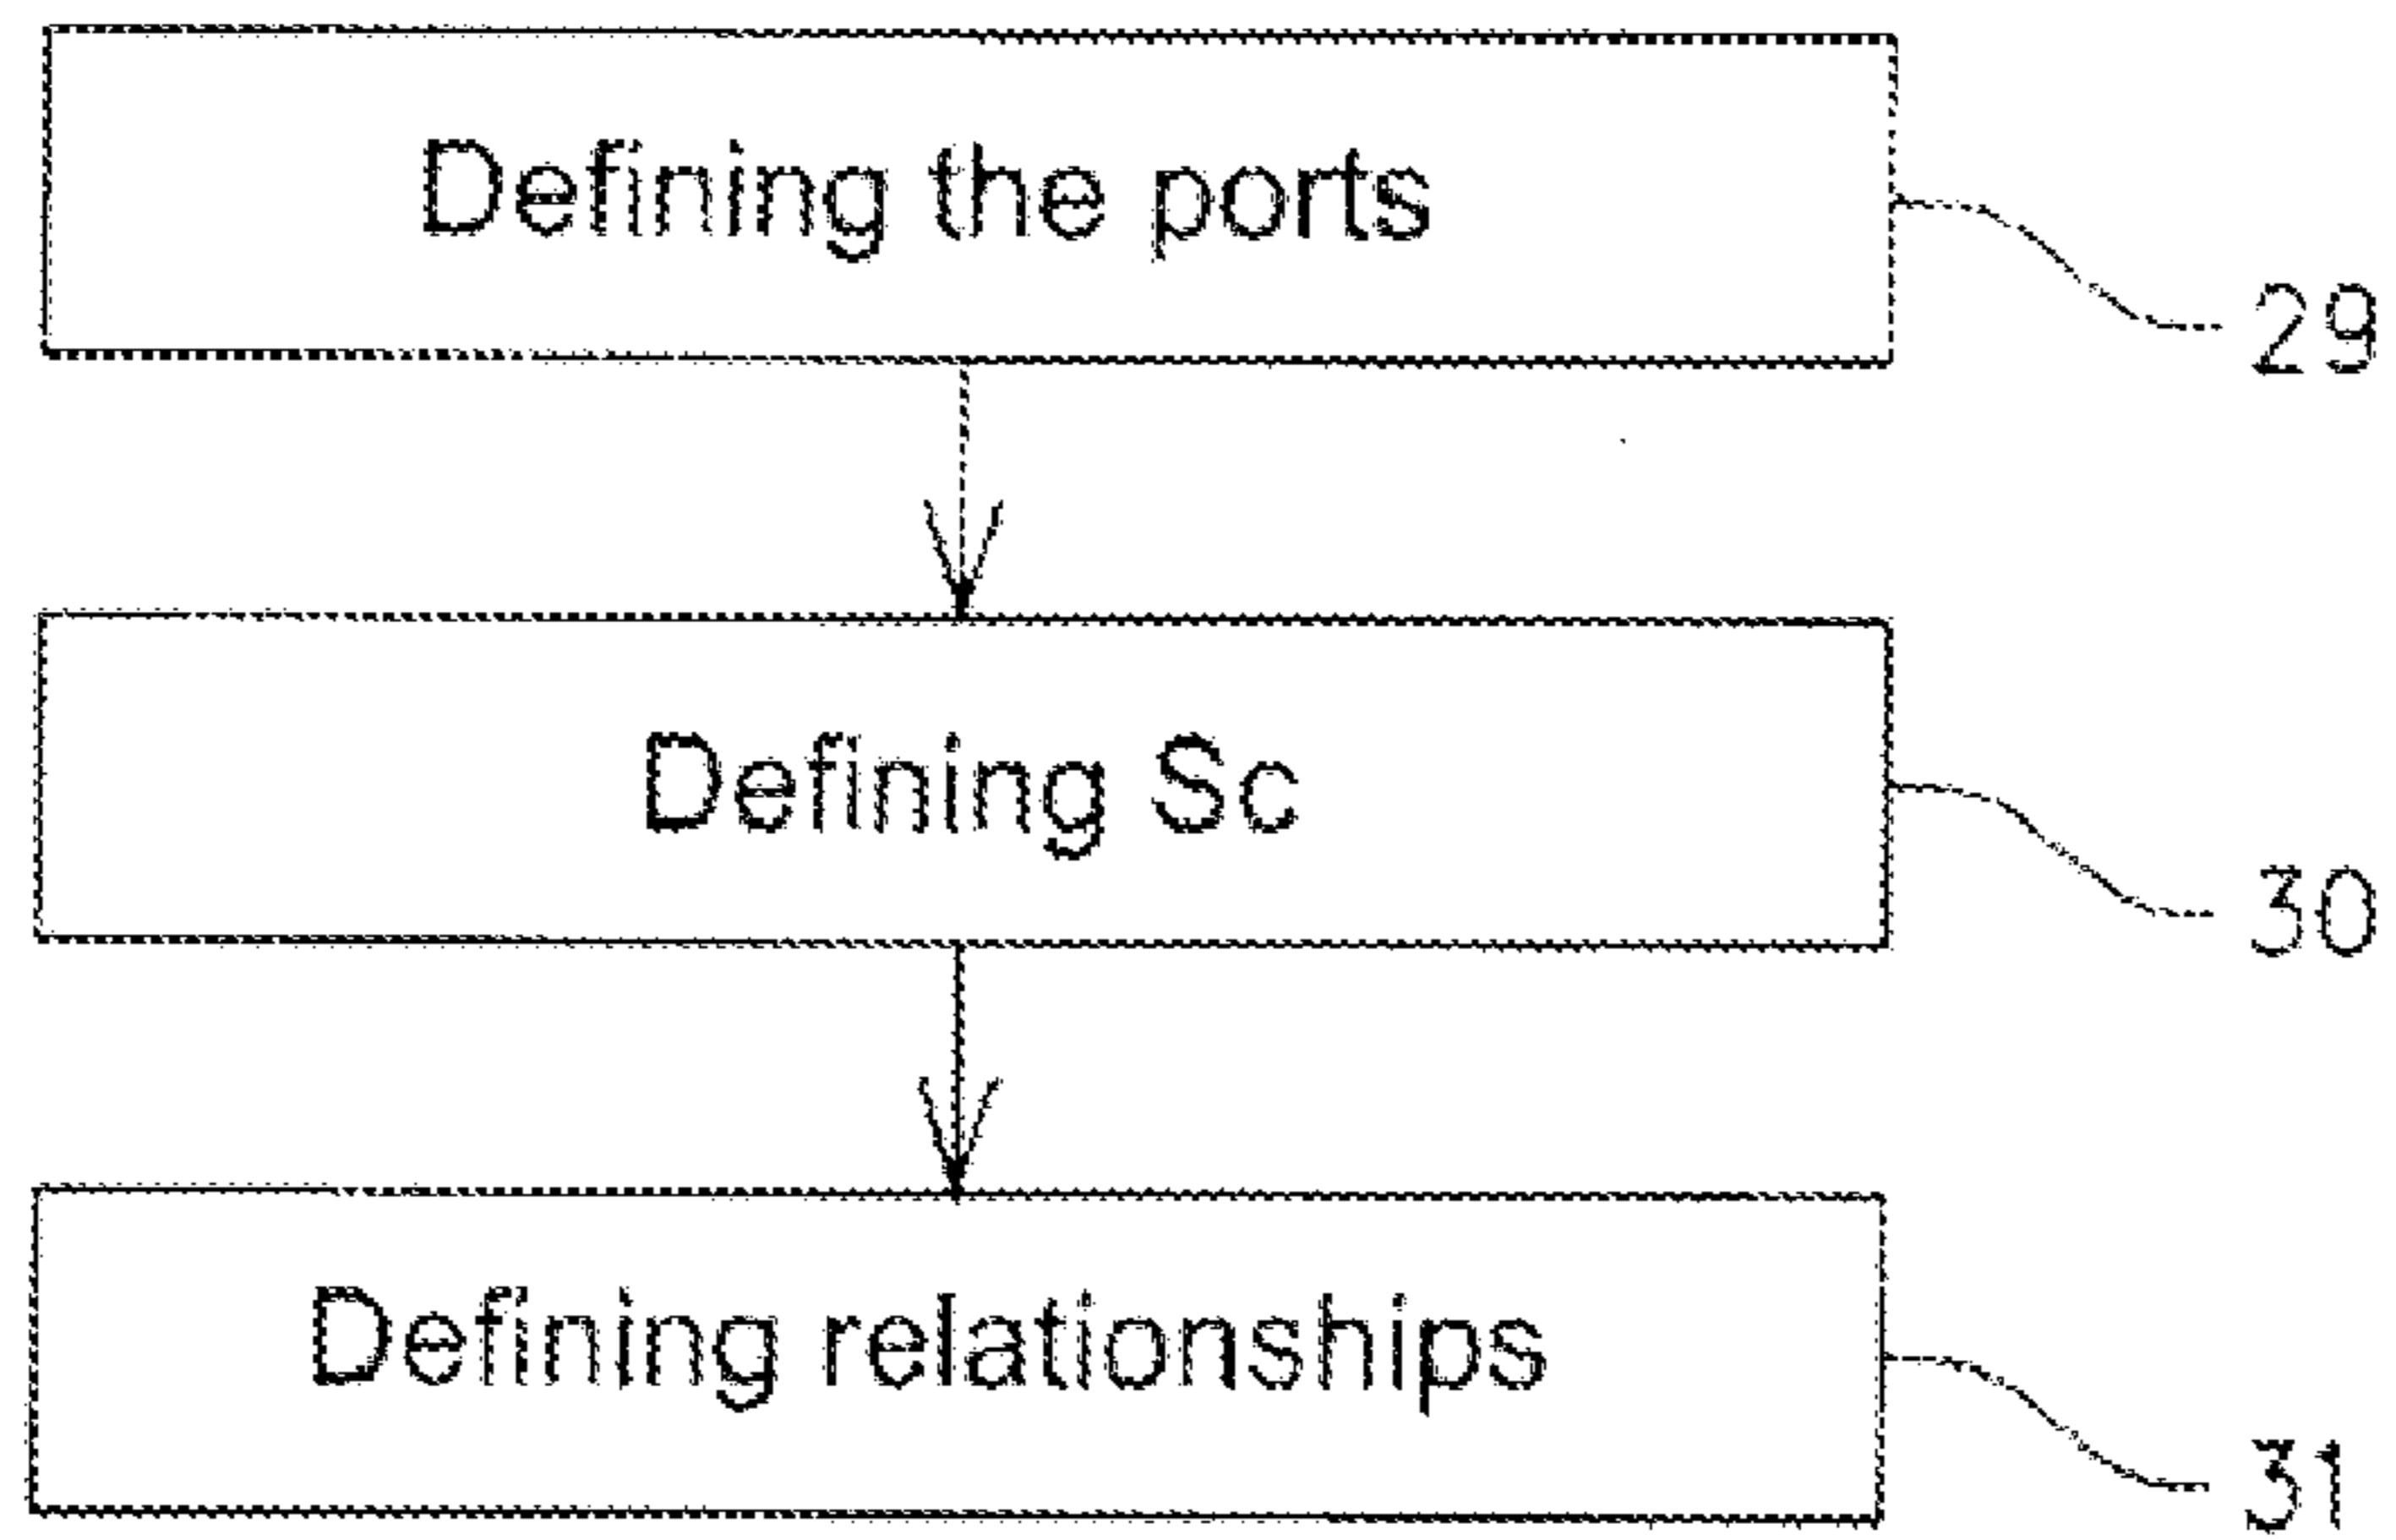 Defining the ports
29
Defining Sc
30
Defining relationships
31